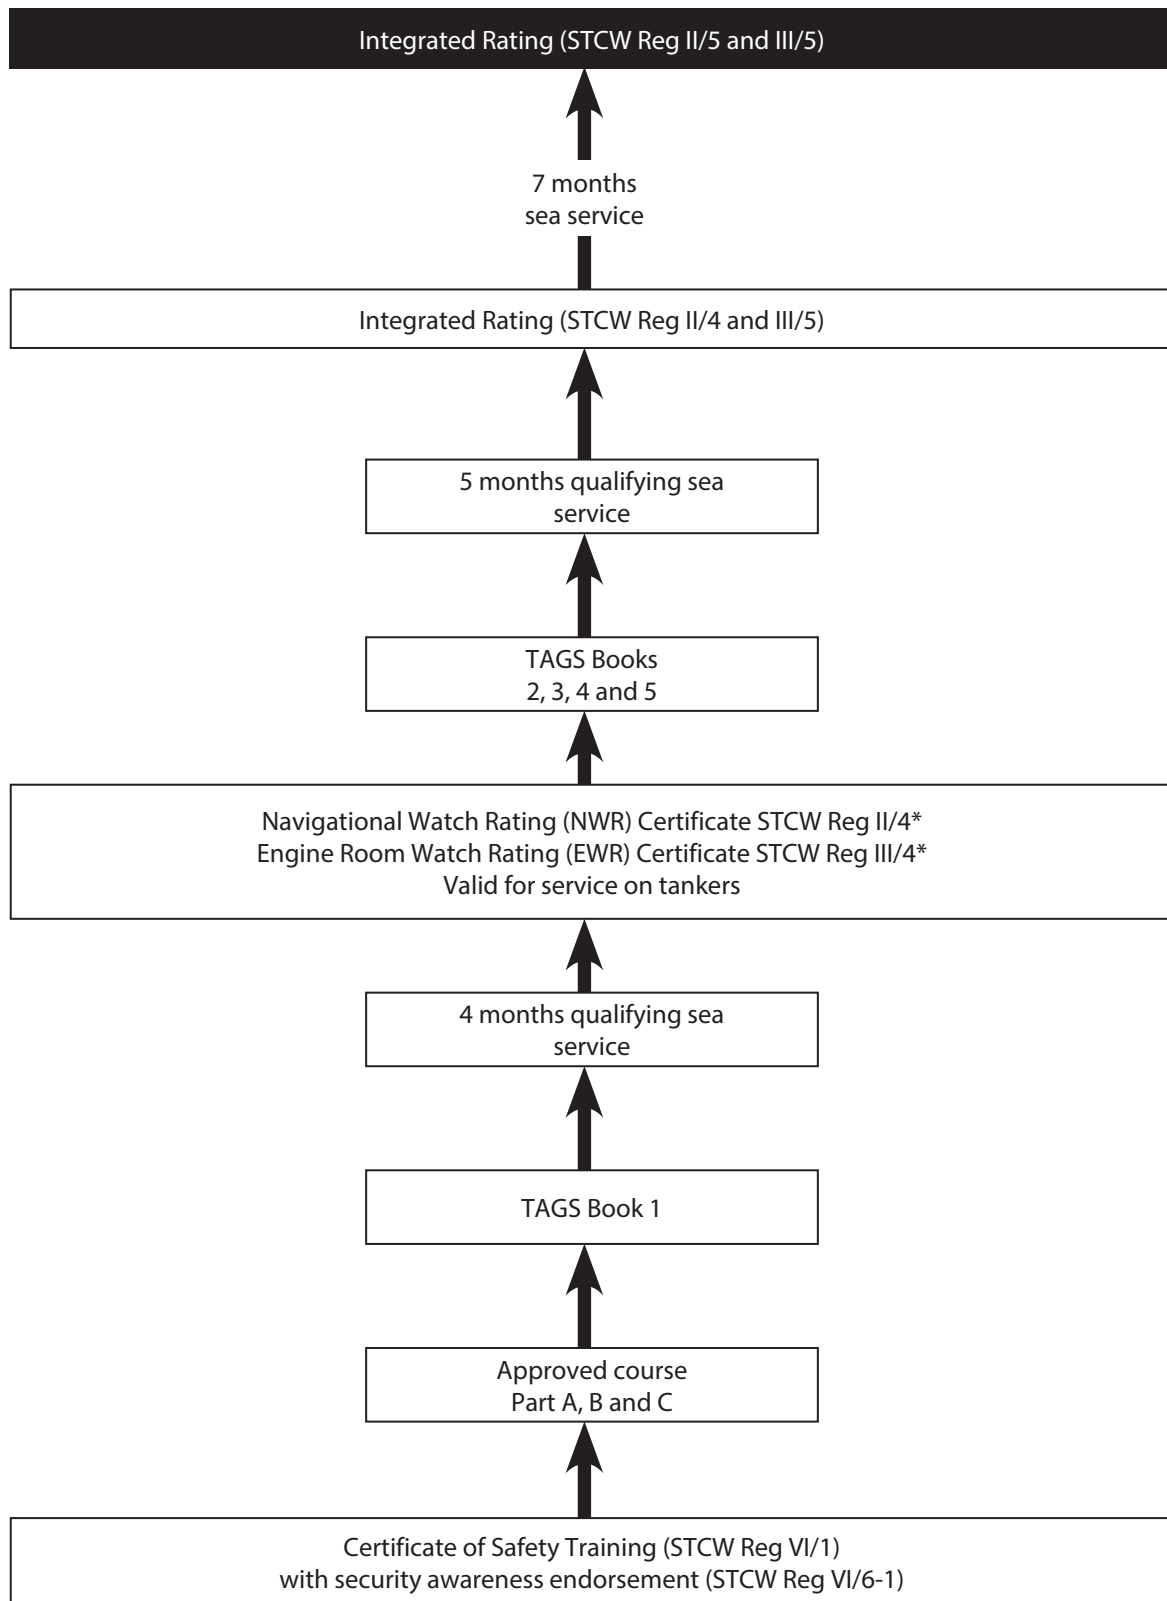 Integrated Rating (STCW Reg II/5 and III/5)
7 months
sea service
Integrated Rating (STCW Reg II/4 and III/5)
5 months qualifying sea
service
TAGS Books
2, 3, 4 and 5
Navigational Watch Rating (NWR) Certificate STCW Reg II/4*
Engine Room Watch Rating (EWR) Certificate STCW Reg III/4*
Valid for service on tankers
4 months qualifying sea
service
TAGS Book 1
Approved course
Part A, B and C
Certificate of Safety Training (STCW Reg VI/1)
with security awareness endorsement (STCW Reg VI/6-1)